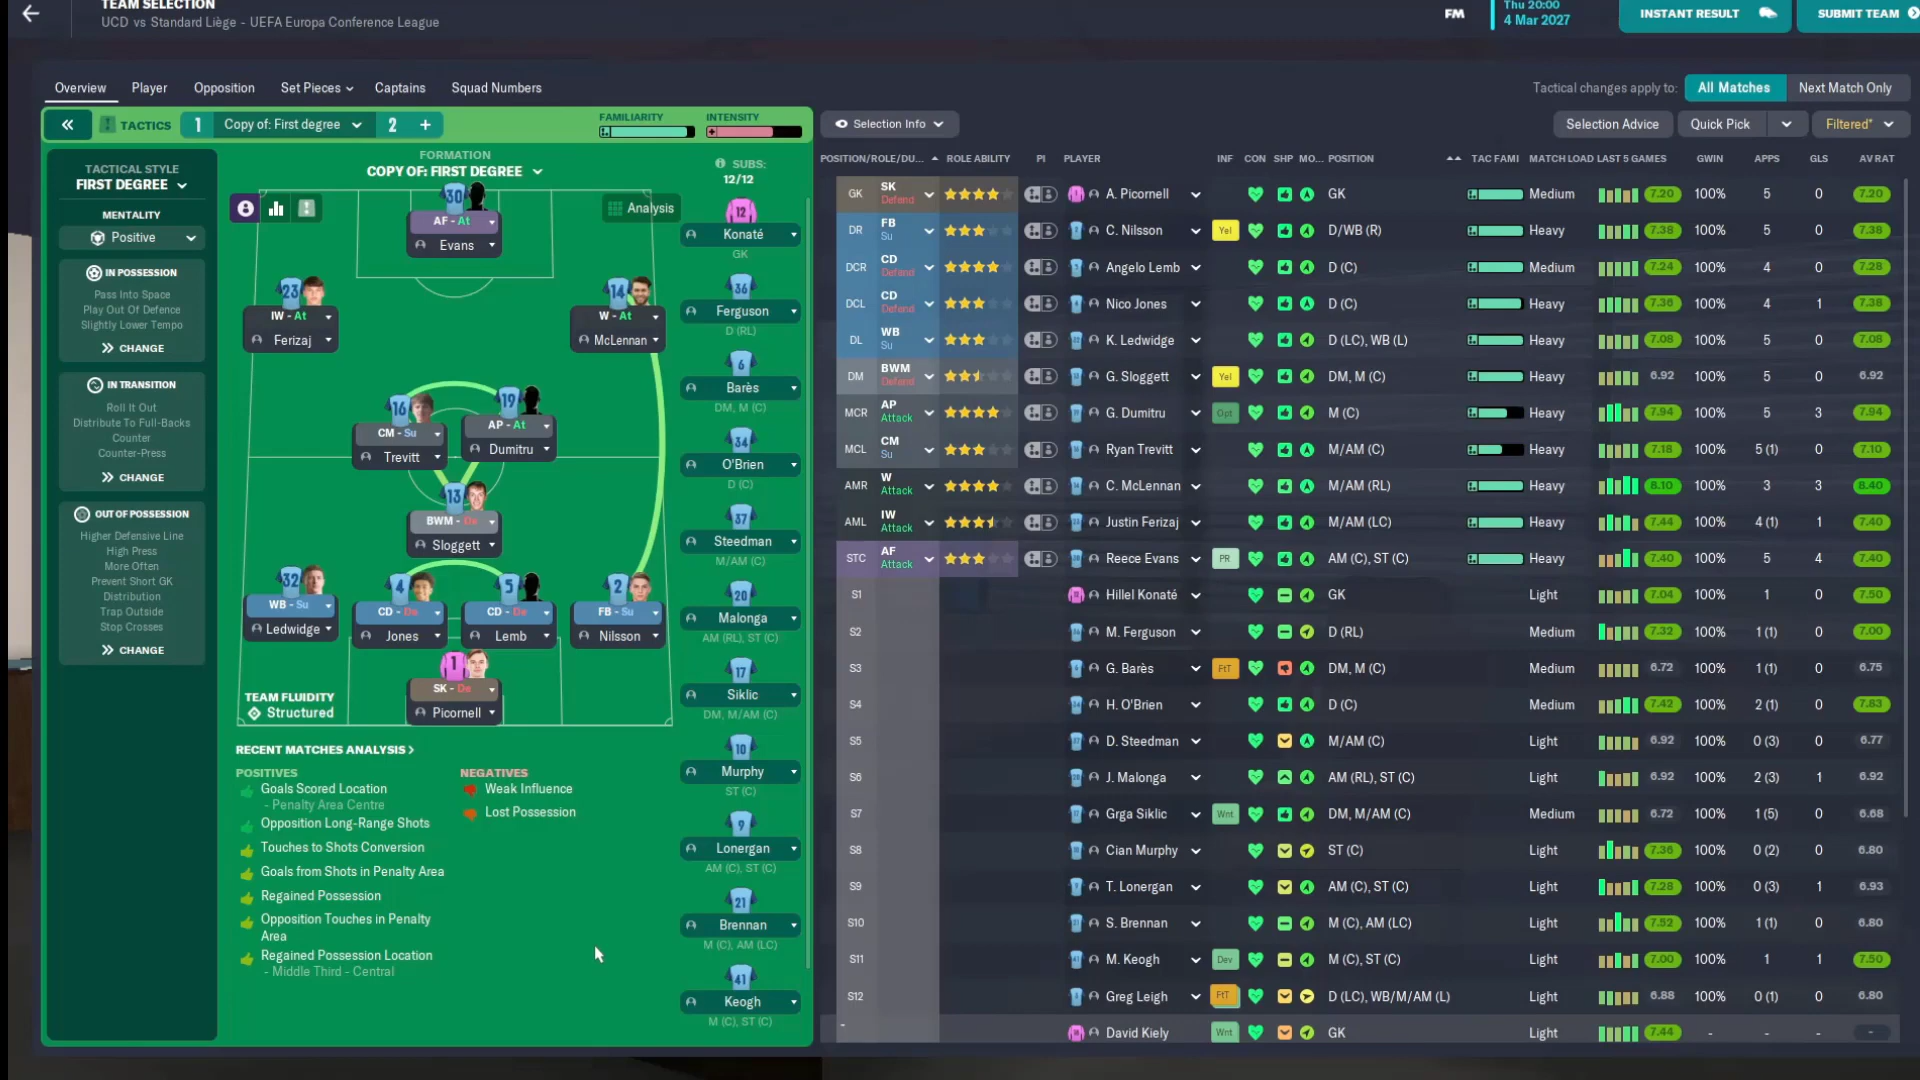 TEAM SELECTION
UCD vs Standard Liège - UEFA Europa Conference League
FM
Thu 20:00
4 Mar 2027
INSTANT RESULT
SUBMIT TEAM
Overview
Player
Opposition
Set Pieces
Captains
Squad Numbers
Tactical changes apply to:
All Matches
Next Match Only
TACTICS
1
Copy of: First degree
2
+
FAMILIARITY
INTENSITY
Selection Info
Selection Advice
Quick Pick
Filtered*
TACTICAL STYLE
FIRST DEGREE
MENTALITY
Positive
IN POSSESSION
Pass Into Space
Play Out Of Defence
Slightly Lower Tempo
CHANGE
IN TRANSITION
Roll It Out
Distribute To Full-Backs
Counter
Counter-Press
CHANGE
OUT OF POSSESSION
Higher Defensive Line
High Press
More Often
Prevent Short GK
Distribution
Trap Outside
Stop Crosses
CHANGE
FORMATION
COPY OF: FIRST DEGREE
SUBS:
12/12
Analysis
30
AF - At
Evans
23
IW - At
Ferizaj
14
W - At
McLennan
16
CM - Su
Trevitt
19
AP - At
Dumitru
13
BWM - De
Sloggett
32
WB - Su
Ledwidge
4
CD - De
Jones
5
CD - De
Lemb
2
FB - Su
Nilsson
1
SK - De
Picornell
TEAM FLUIDITY
Structured
RECENT MATCHES ANALYSIS
POSITIVES
Goals Scored Location
- Penalty Area Centre
Opposition Long-Range Shots
Touches to Shots Conversion
Goals from Shots in Penalty Area
Regained Possession
Opposition Touches in Penalty
Area
Regained Possession Location
- Middle Third - Central
NEGATIVES
Weak Influence
Lost Possession
12
Konaté
GK
36
Ferguson
D (RL)
6
Barès
DM, M (C)
34
O'Brien
D (C)
37
Steedman
M/AM (C)
20
Malonga
AM (RL), ST (C)
17
Siklic
DM, M/AM (C)
10
Murphy
ST (C)
9
Lonergan
AM (C), ST (C)
21
Brennan
M (C), AM (LC)
41
Keogh
M (C), ST (C)
POSITION/ROLE/DU... ROLE ABILITY PI PLAYER INF CON SHP MO... POSITION TAC FAMI MATCH LOAD LAST 5 GAMES GWIN APPS GLS AV RAT
GK SK Defend A. Picornell GK Medium 7.20 100% 5 0 7.20
DR FB Su C. Nilsson Yel D/WB (R) Heavy 7.38 100% 5 0 7.38
DCR CD Defend Angelo Lemb D (C) Medium 7.24 100% 4 0 7.28
DCL CD Defend Nico Jones D (C) Heavy 7.36 100% 4 1 7.38
DL WB Su K. Ledwidge D (LC), WB (L) Heavy 7.08 100% 5 0 7.08
DM BWM Defend G. Sloggett Yel DM, M (C) Heavy 6.92 100% 5 0 6.92
MCR AP Attack G. Dumitru Opt M (C) Heavy 7.94 100% 5 3 7.94
MCL CM Su Ryan Trevitt M/AM (C) Heavy 7.18 100% 5 (1) 0 7.10
AMR W Attack C. McLennan M/AM (RL) Heavy 8.10 100% 3 3 8.40
AML IW Attack Justin Ferizaj M/AM (LC) Heavy 7.44 100% 4 (1) 1 7.40
STC AF Attack Reece Evans PR AM (C), ST (C) Heavy 7.40 100% 5 4 7.40
S1 Hillel Konaté GK Light 7.04 100% 1 0 7.50
S2 M. Ferguson D (RL) Medium 7.32 100% 1 (1) 0 7.00
S3 G. Barès FtT DM, M (C) Medium 6.72 100% 1 (1) 0 6.75
S4 H. O'Brien D (C) Medium 7.42 100% 2 (1) 0 7.83
S5 D. Steedman M/AM (C) Light 6.92 100% 0 (3) 0 6.77
S6 J. Malonga AM (RL), ST (C) Light 6.92 100% 2 (3) 1 6.92
S7 Grga Siklic Wnt DM, M/AM (C) Medium 6.72 100% 1 (5) 0 6.68
S8 Cian Murphy ST (C) Light 7.36 100% 0 (2) 0 6.80
S9 T. Lonergan AM (C), ST (C) Light 7.28 100% 0 (3) 1 6.93
S10 S. Brennan M (C), AM (LC) Light 7.52 100% 1 (1) 0 6.80
S11 M. Keogh Dev M (C), ST (C) Light 7.00 100% 1 1 7.50
S12 Greg Leigh FtT D (LC), WB/M/AM (L) Light 6.88 100% 0 (1) 0 6.80
- David Kiely Wnt GK Light 7.44 - - - -